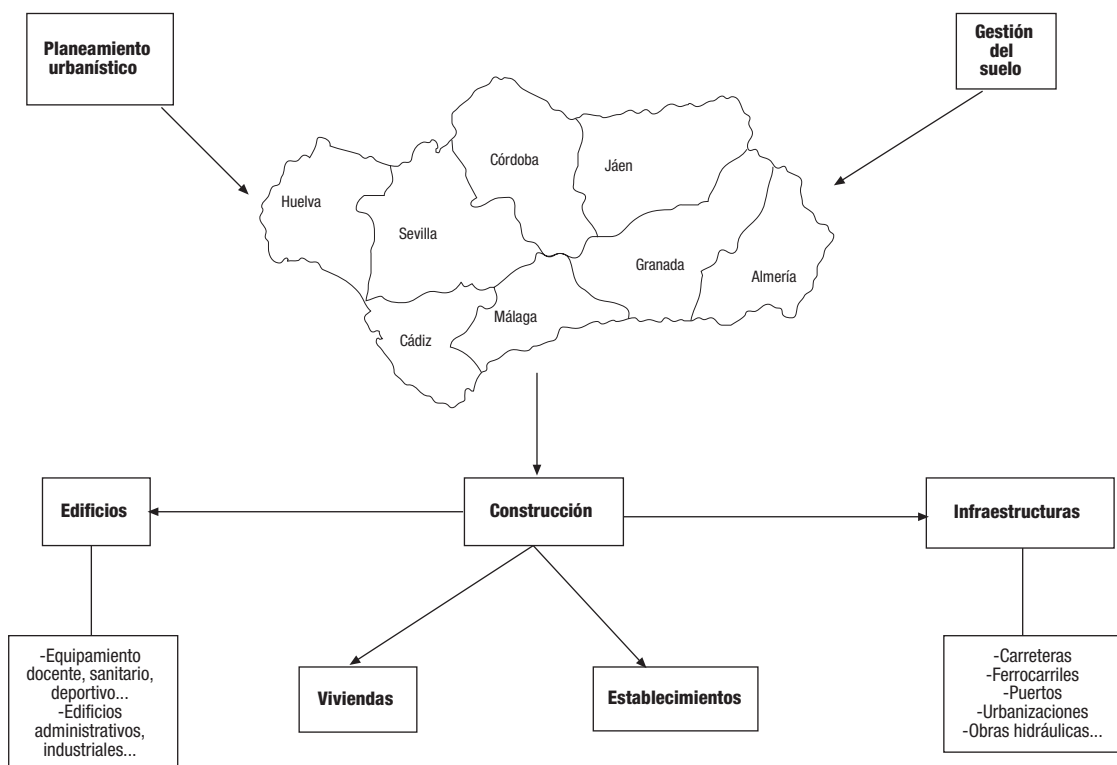 Planeamiento
urbanístico
Gestión
del
suelo
Córdoba
Jáen
Huelva
Sevilla
Granada
Almería
Málaga
Cádiz
Edificios
Construcción
Infraestructuras
-Equipamiento
docente, sanitario,
deportivo...
-Edificios
administrativos,
industriales...
Viviendas
Establecimientos
-Carreteras
-Ferrocarriles
-Puertos
-Urbanizaciones
-Obras hidráulicas...